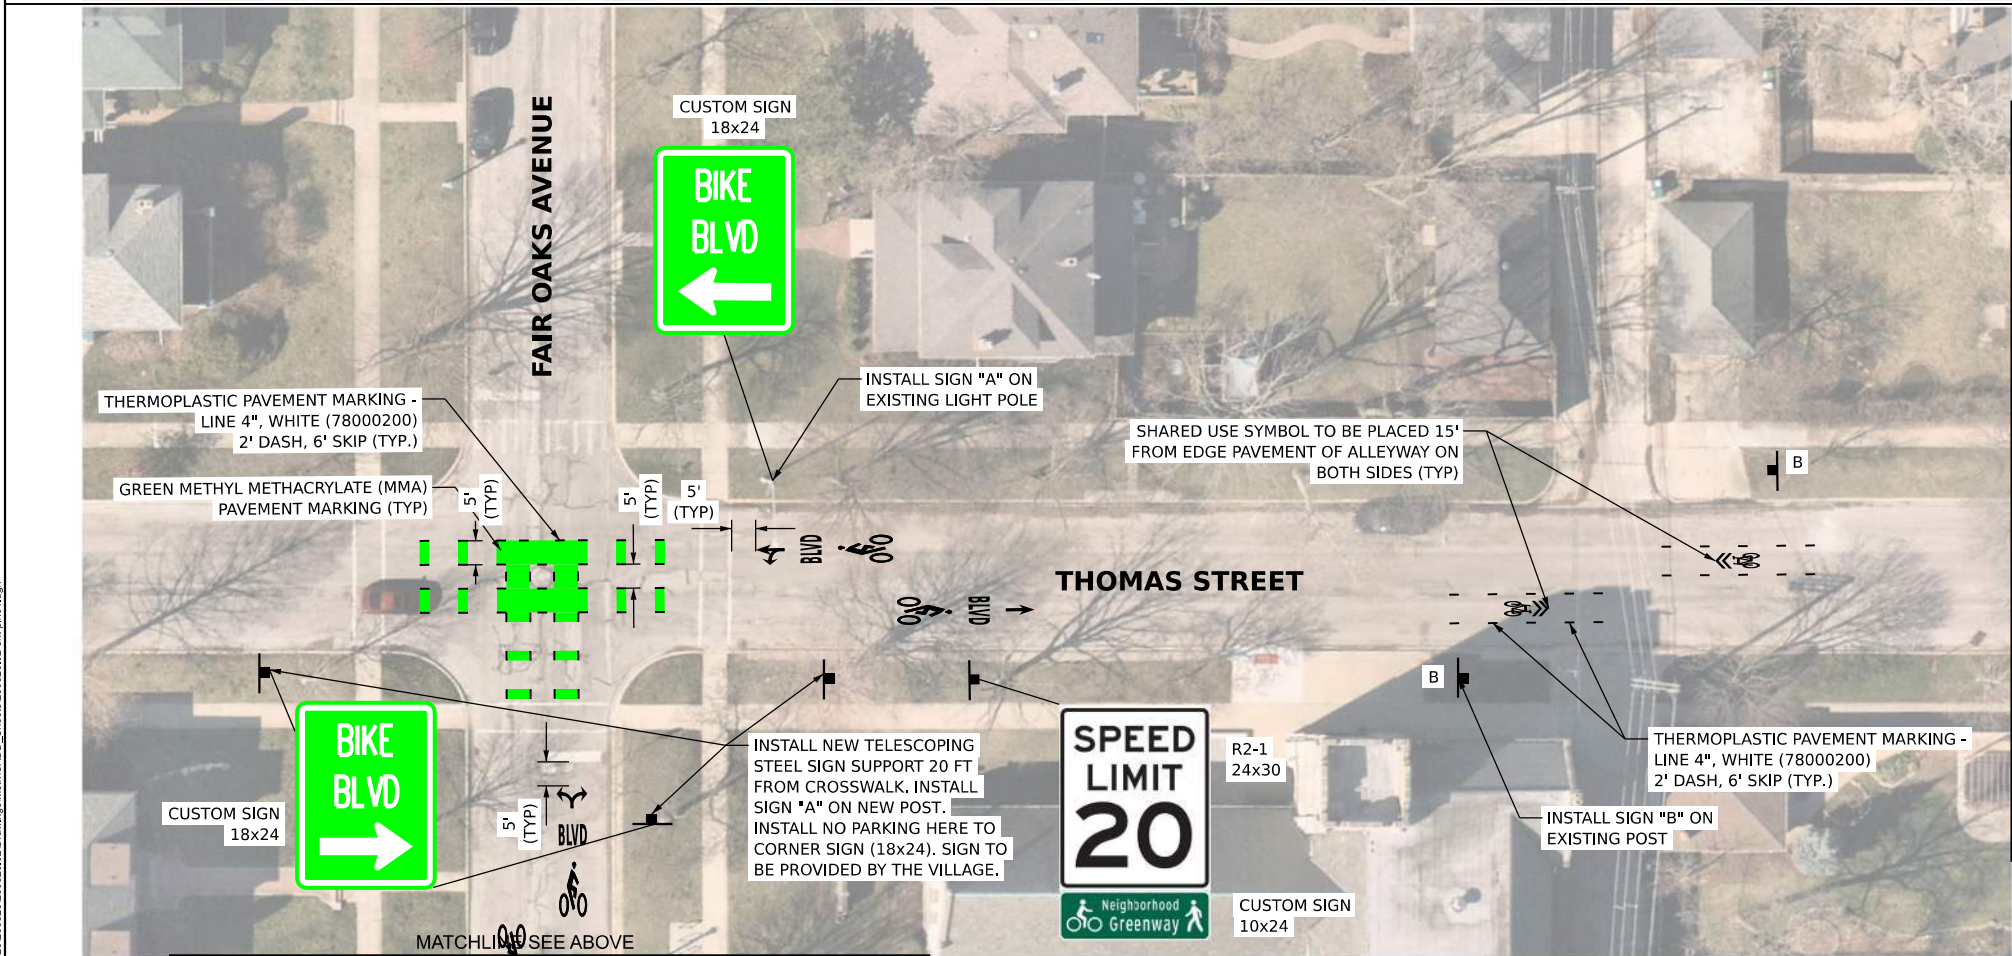 CUSTOM SIGN
18x24
BIKE
BLVD
FAIR OAKS AVENUE
INSTALL SIGN "A" ON
EXISTING LIGHT POLE
THERMOPLASTIC PAVEMENT MARKING -
LINE 4", WHITE (78000200)
2' DASH, 6' SKIP (TYP.)
GREEN METHYL METHACRYLATE (MMA)
PAVEMENT MARKING (TYP)
5'
(TYP)
5'
(TYP)
5'
(TYP)
SHARED USE SYMBOL TO BE PLACED 15'
FROM EDGE PAVEMENT OF ALLEYWAY ON
BOTH SIDES (TYP)
B
BLVD
THOMAS STREET
BLVD
B
BIKE
BLVD
CUSTOM SIGN
18x24
5'
(TYP)
BLVD
INSTALL NEW TELESCOPING
STEEL SIGN SUPPORT 20 FT
FROM CROSSWALK. INSTALL
SIGN "A" ON NEW POST.
INSTALL NO PARKING HERE TO
CORNER SIGN (18x24). SIGN TO
BE PROVIDED BY THE VILLAGE.
SPEED
LIMIT
20
R2-1
24x30
Neighborhood
Greenway
CUSTOM SIGN
10x24
THERMOPLASTIC PAVEMENT MARKING -
LINE 4", WHITE (78000200)
2' DASH, 6' SKIP (TYP.)
INSTALL SIGN "B" ON
EXISTING POST
MATCHLINE SEE ABOVE